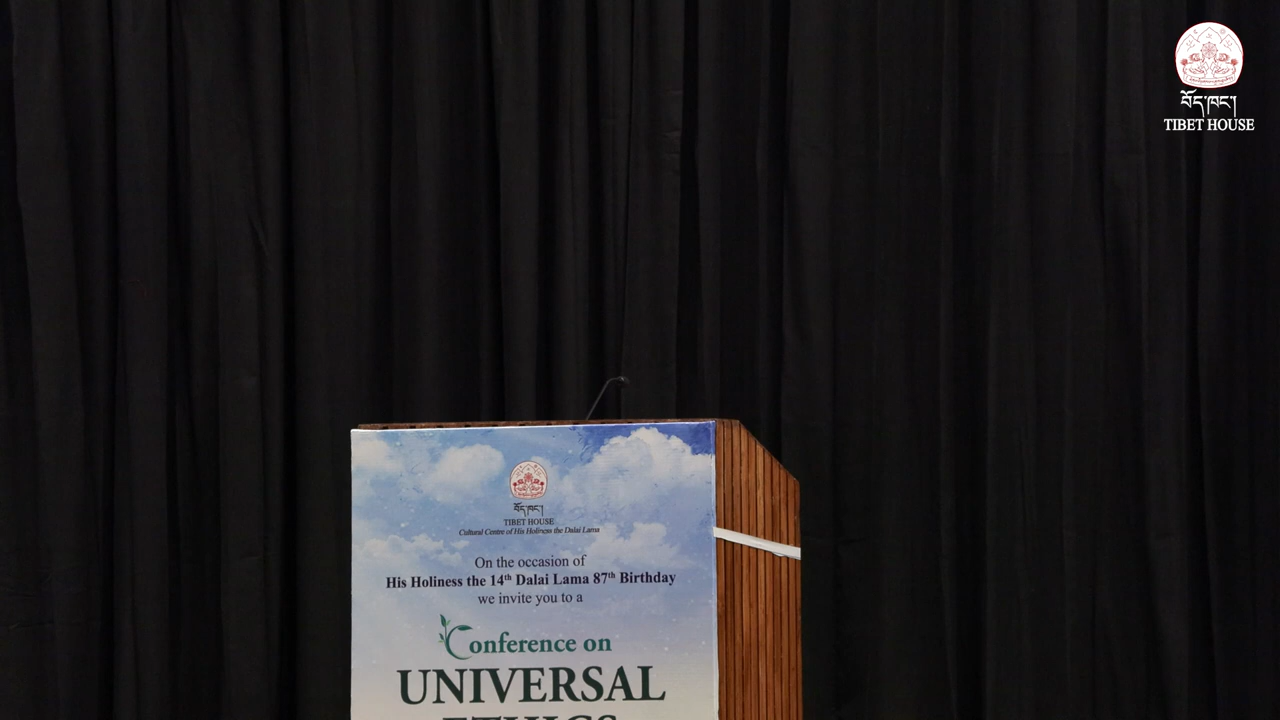 བོད་ཁང་།
TIBET HOUSE
བོད་ཁང་།
TIBET HOUSE
Cultural Centre of His Holiness the Dalai Lama
On the occasion of
His Holiness the 14th Dalai Lama 87th Birthday
we invite you to a
Conference on
UNIVERSAL
ETHICS